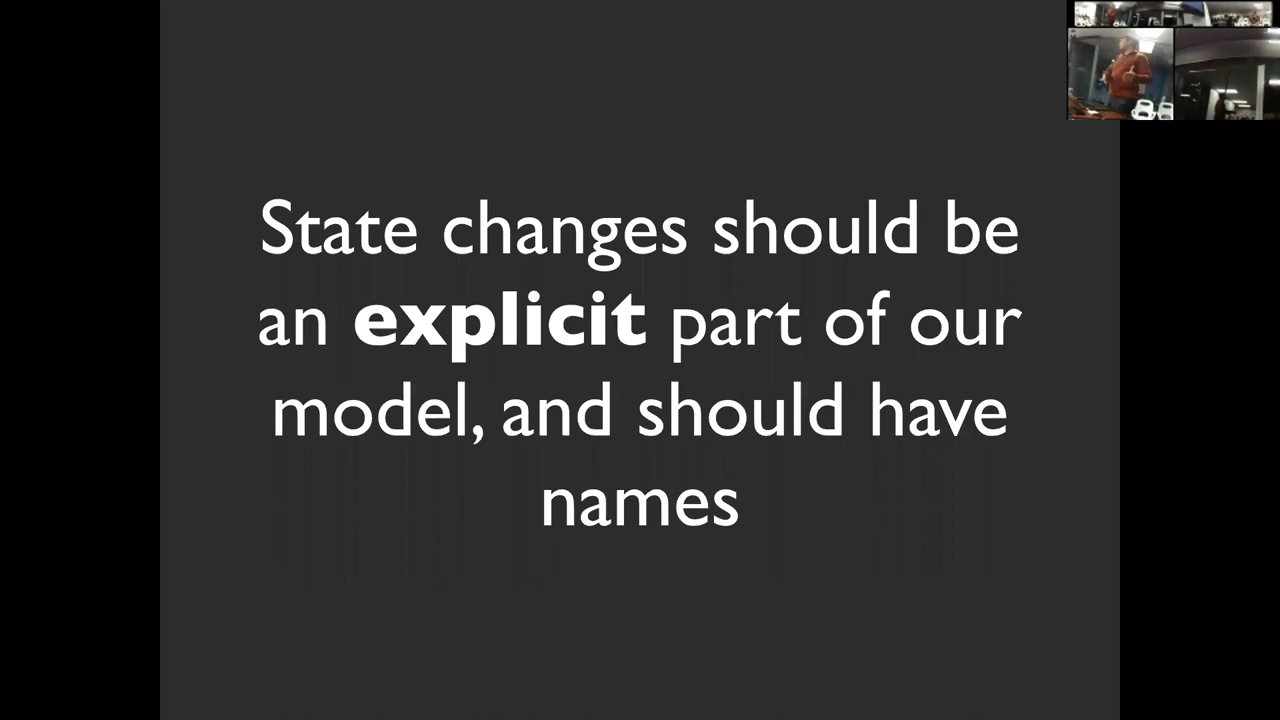 State changes should be
an explicit part of our
model, and should have
names